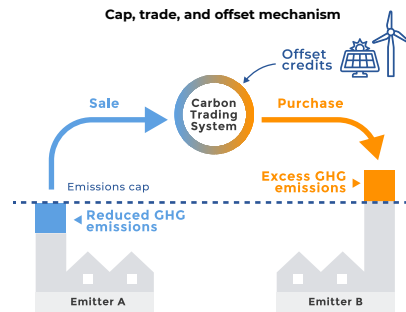 Cap, trade, and offset mechanism
Offset
credits
Sale
Carbon
Trading
System
Purchase
Emissions cap
Excess GHG
emissions
Reduced GHG
emissions
Emitter A
Emitter B